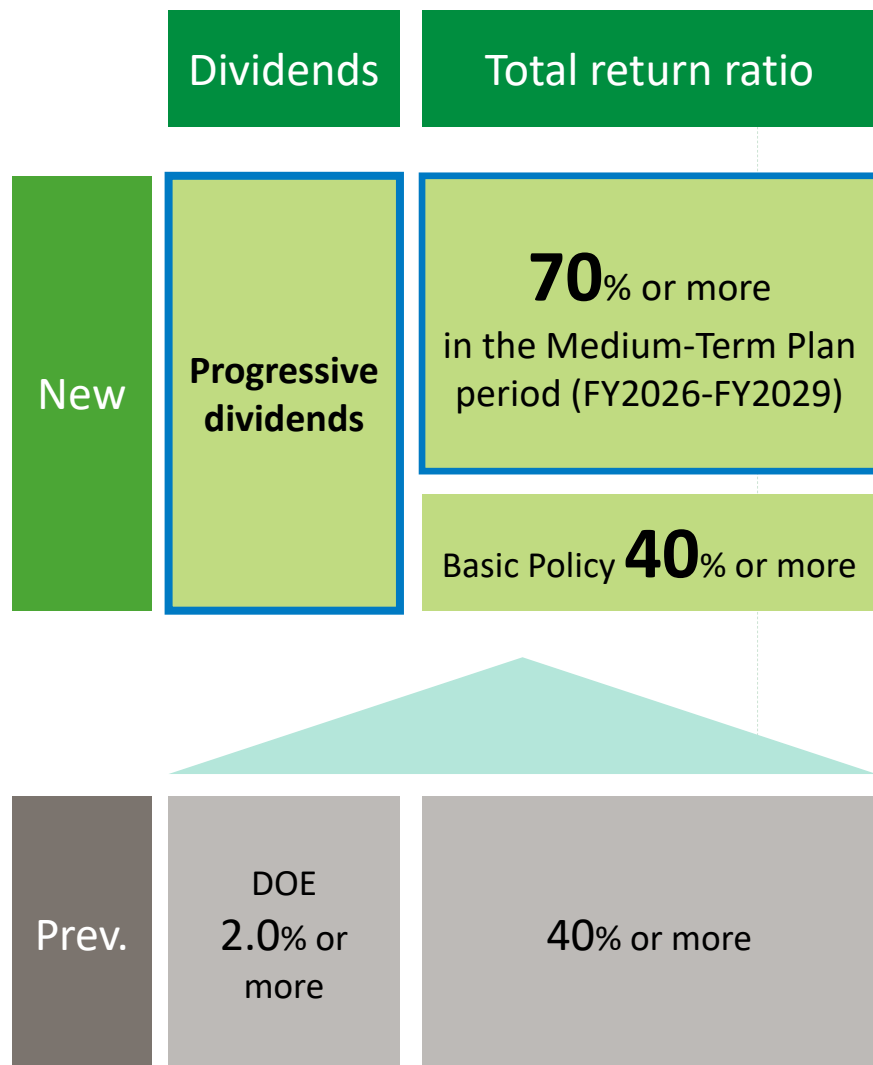 Dividends
Total return ratio
New
Progressive
dividends
70% or more
in the Medium-Term Plan
period (FY2026-FY2029)
Basic Policy 40% or more
Prev.
DOE
2.0% or
more
40% or more